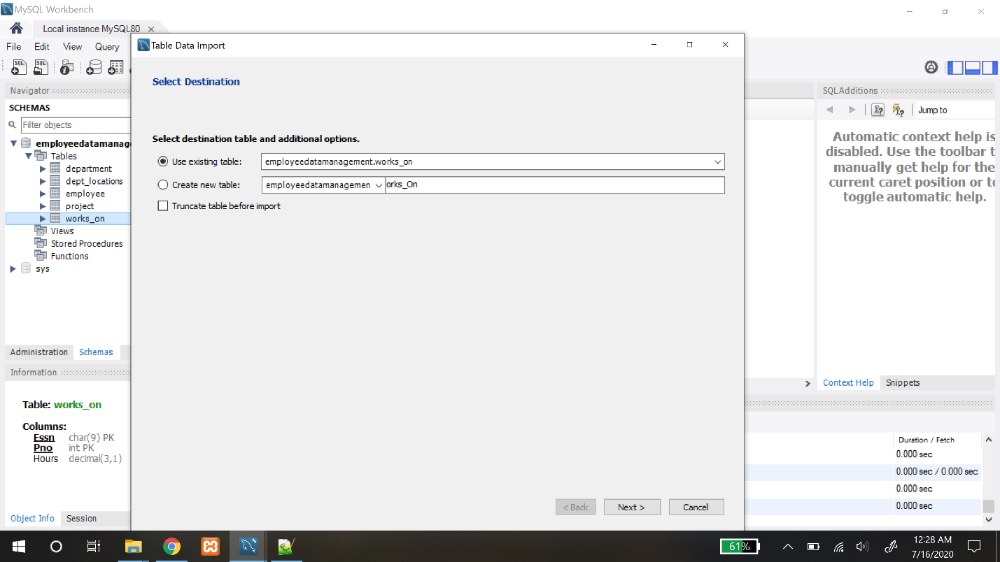 MySQL Workbench
Local instance MySQL80
File Edit View Query
Table Data Import
Select Destination
Navigator
SCHEMAS
Filter objects
employeedatamanag
Tables
department
dept_locations
employee
project
works_on
Views
Stored Procedures
Functions
sys
Administration Schemas
Information
Table: works_on
Columns:
Essn char(9) PK
Pno int PK
Hours decimal(3,1)
Object Info Session
Select destination table and additional options.
Use existing table: employeedatamanagement.works_on
Create new table: employeedatamanagemen orks_On
Truncate table before import
< Back Next > Cancel
SQLAdditions
Jump to
Automatic context help is
disabled. Use the toolbar t
manually get help for the
current caret position or to
toggle automatic help.
Context Help Snippets
Duration / Fetch
0.000 sec
0.000 sec / 0.000 sec
0.000 sec
0.000 sec
61%
12:28 AM
7/16/2020